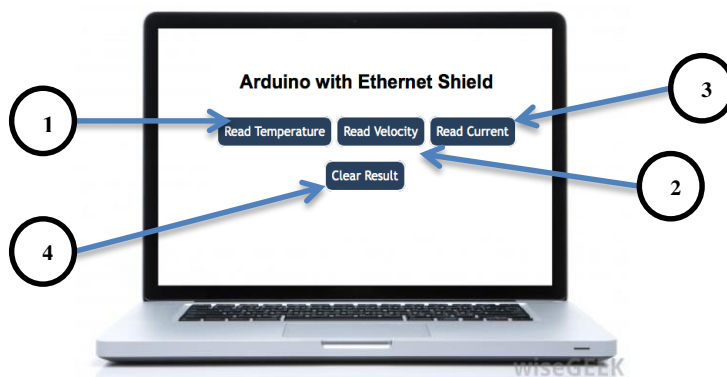 Arduino with Ethernet Shield
3
1
Read Temperature Read Velocity Read Current
Clear Result
2
4
wiseGEEK